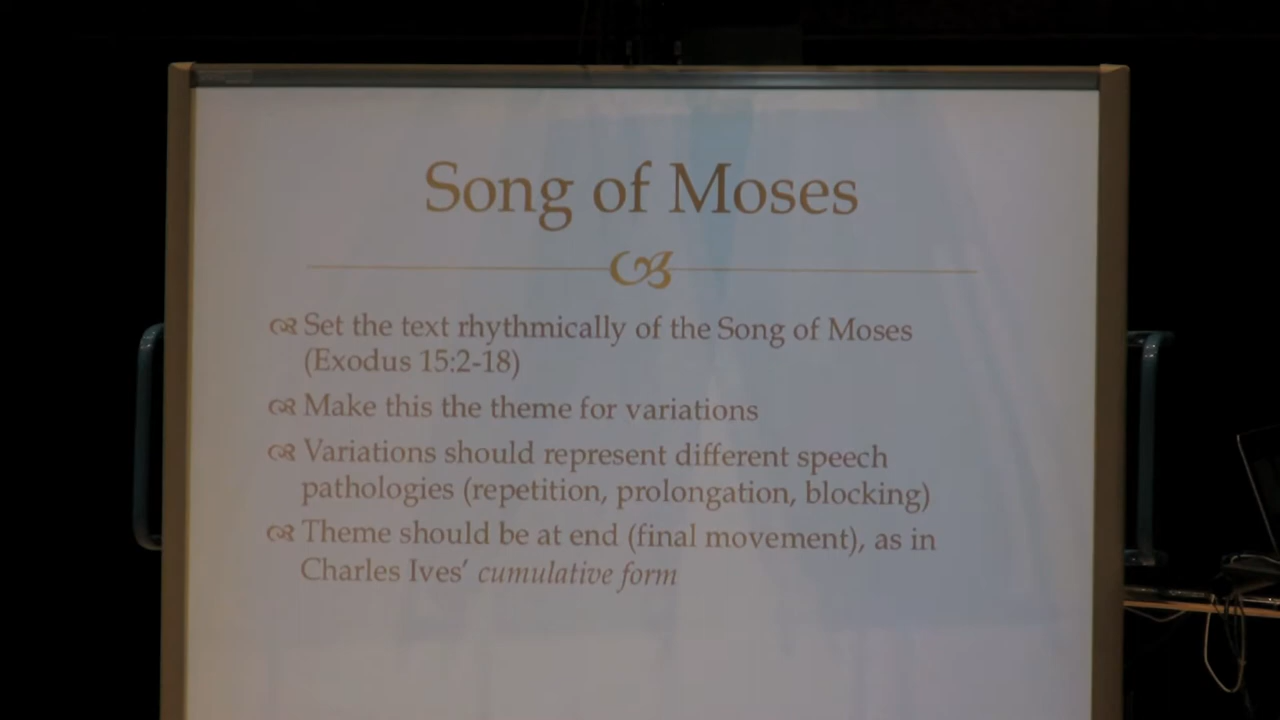 Song of Moses
Set the text rhythmically of the Song of Moses
(Exodus 15:2-18)
Make this the theme for variations
Variations should represent different speech
pathologies (repetition, prolongation, blocking)
Theme should be at end (final movement), as in
Charles Ives' cumulative form